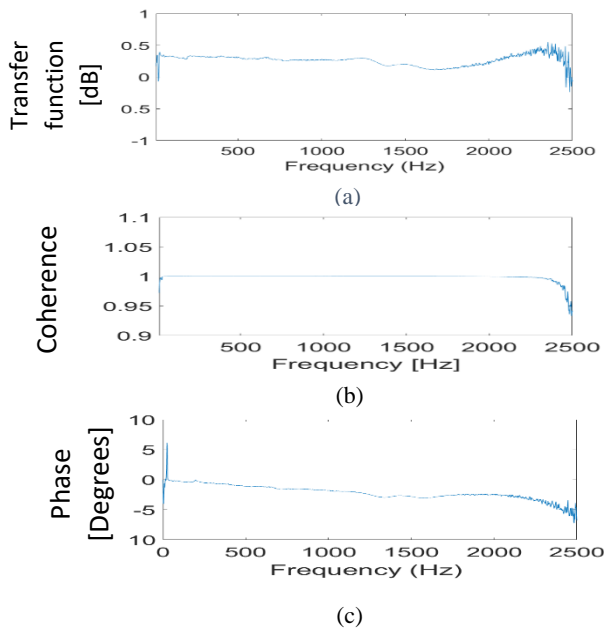 1
0.5
0
0.5
-1
Transfer
function
[dB]
500 1000 1500 2000 2500
Frequency (Hz)
(a)
1.1
1.05
1
0.95
0.9
Coherence
500 1000 1500 2000 2500
Frequency [Hz]
(b)
10
5
0
-5
10
Phase
[Degrees]
0 500 1000 1500 2000 2500
Frequency (Hz)
(c)